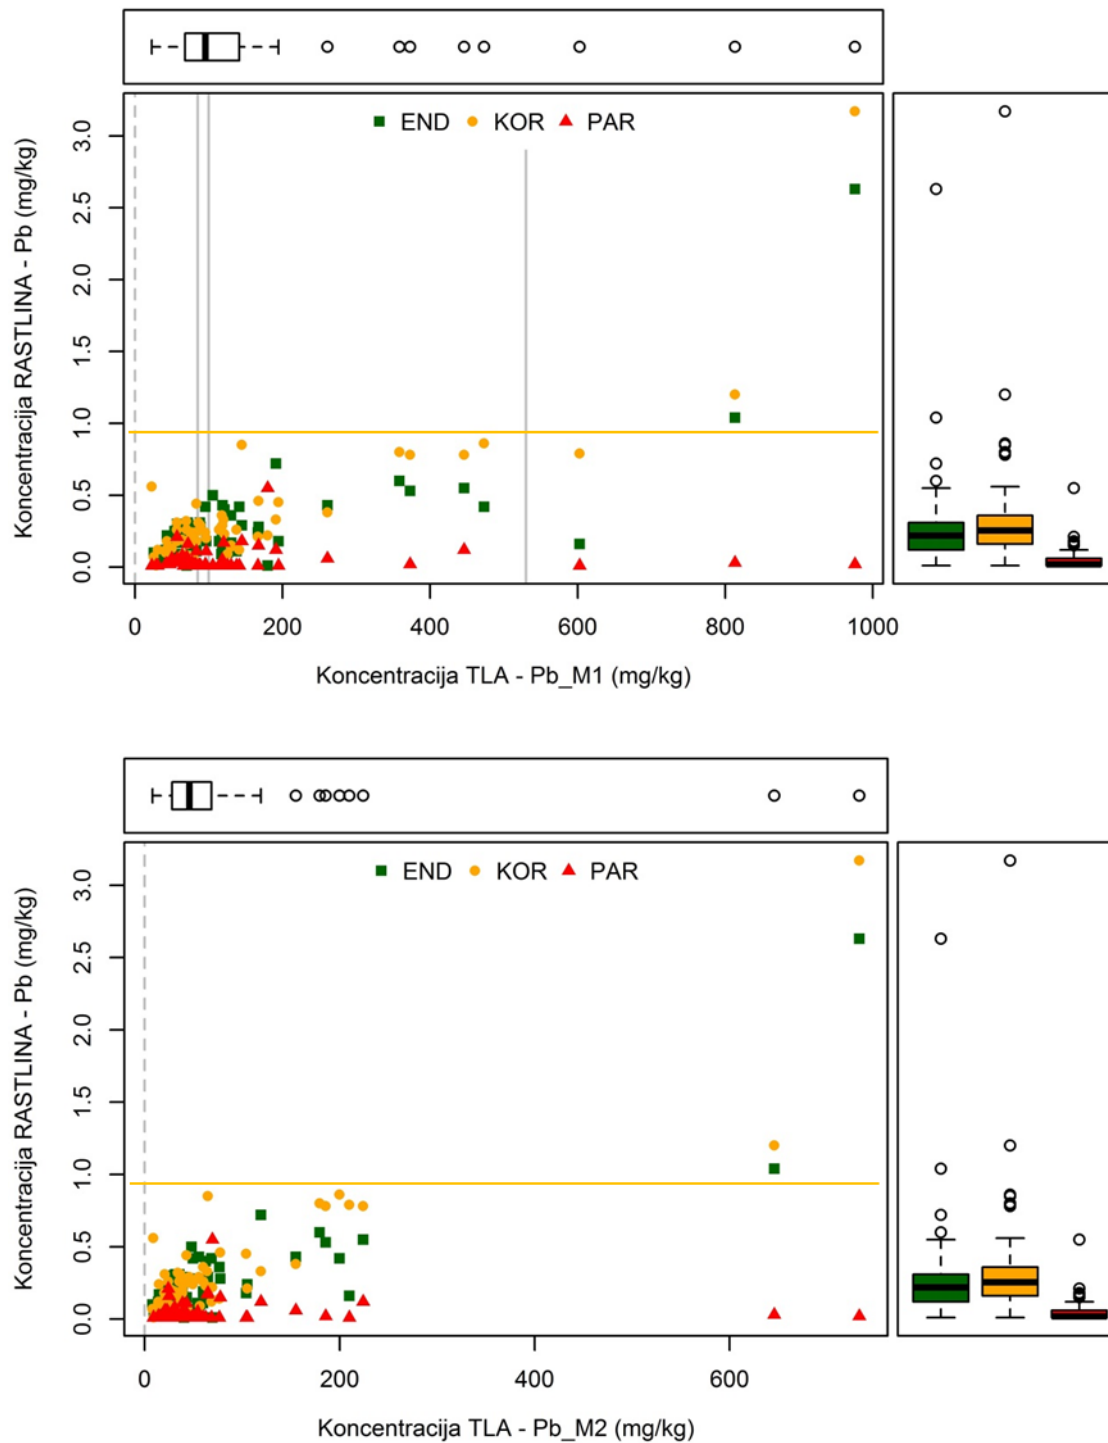 END KOR PAR
Koncentracija RASTLINA - Pb (mg/kg)
0.0 0.5 1.0 1.5 2.0 2.5 3.0
0 200 400 600 800 1000
Koncentracija TLA - Pb_M1 (mg/kg)
END KOR PAR
Koncentracija RASTLINA - Pb (mg/kg)
0.0 0.5 1.0 1.5 2.0 2.5 3.0
0 200 400 600
Koncentracija TLA - Pb_M2 (mg/kg)